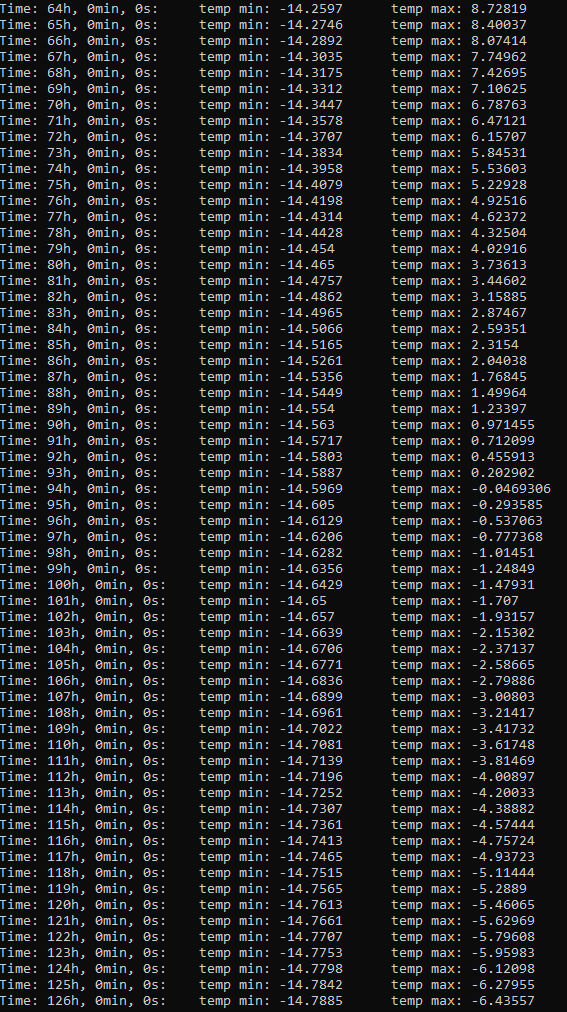 Time: 64h, 0min, 0s:    temp min: -14.2597      temp max: 8.72819
Time: 65h, 0min, 0s:    temp min: -14.2746      temp max: 8.40037
Time: 66h, 0min, 0s:    temp min: -14.2892      temp max: 8.07414
Time: 67h, 0min, 0s:    temp min: -14.3035      temp max: 7.74962
Time: 68h, 0min, 0s:    temp min: -14.3175      temp max: 7.42695
Time: 69h, 0min, 0s:    temp min: -14.3312      temp max: 7.10625
Time: 70h, 0min, 0s:    temp min: -14.3447      temp max: 6.78763
Time: 71h, 0min, 0s:    temp min: -14.3578      temp max: 6.47121
Time: 72h, 0min, 0s:    temp min: -14.3707      temp max: 6.15707
Time: 73h, 0min, 0s:    temp min: -14.3834      temp max: 5.84531
Time: 74h, 0min, 0s:    temp min: -14.3958      temp max: 5.53603
Time: 75h, 0min, 0s:    temp min: -14.4079      temp max: 5.22928
Time: 76h, 0min, 0s:    temp min: -14.4198      temp max: 4.92516
Time: 77h, 0min, 0s:    temp min: -14.4314      temp max: 4.62372
Time: 78h, 0min, 0s:    temp min: -14.4428      temp max: 4.32504
Time: 79h, 0min, 0s:    temp min: -14.454       temp max: 4.02916
Time: 80h, 0min, 0s:    temp min: -14.465       temp max: 3.73613
Time: 81h, 0min, 0s:    temp min: -14.4757      temp max: 3.44602
Time: 82h, 0min, 0s:    temp min: -14.4862      temp max: 3.15885
Time: 83h, 0min, 0s:    temp min: -14.4965      temp max: 2.87467
Time: 84h, 0min, 0s:    temp min: -14.5066      temp max: 2.59351
Time: 85h, 0min, 0s:    temp min: -14.5165      temp max: 2.3154
Time: 86h, 0min, 0s:    temp min: -14.5261      temp max: 2.04038
Time: 87h, 0min, 0s:    temp min: -14.5356      temp max: 1.76845
Time: 88h, 0min, 0s:    temp min: -14.5449      temp max: 1.49964
Time: 89h, 0min, 0s:    temp min: -14.554       temp max: 1.23397
Time: 90h, 0min, 0s:    temp min: -14.563       temp max: 0.971455
Time: 91h, 0min, 0s:    temp min: -14.5717      temp max: 0.712099
Time: 92h, 0min, 0s:    temp min: -14.5803      temp max: 0.455913
Time: 93h, 0min, 0s:    temp min: -14.5887      temp max: 0.202902
Time: 94h, 0min, 0s:    temp min: -14.5969      temp max: -0.0469306
Time: 95h, 0min, 0s:    temp min: -14.605       temp max: -0.293585
Time: 96h, 0min, 0s:    temp min: -14.6129      temp max: -0.537063
Time: 97h, 0min, 0s:    temp min: -14.6206      temp max: -0.777368
Time: 98h, 0min, 0s:    temp min: -14.6282      temp max: -1.01451
Time: 99h, 0min, 0s:    temp min: -14.6356      temp max: -1.24849
Time: 100h, 0min, 0s:   temp min: -14.6429      temp max: -1.47931
Time: 101h, 0min, 0s:   temp min: -14.65        temp max: -1.707
Time: 102h, 0min, 0s:   temp min: -14.657       temp max: -1.93157
Time: 103h, 0min, 0s:   temp min: -14.6639      temp max: -2.15302
Time: 104h, 0min, 0s:   temp min: -14.6706      temp max: -2.37137
Time: 105h, 0min, 0s:   temp min: -14.6771      temp max: -2.58665
Time: 106h, 0min, 0s:   temp min: -14.6836      temp max: -2.79886
Time: 107h, 0min, 0s:   temp min: -14.6899      temp max: -3.00803
Time: 108h, 0min, 0s:   temp min: -14.6961      temp max: -3.21417
Time: 109h, 0min, 0s:   temp min: -14.7022      temp max: -3.41732
Time: 110h, 0min, 0s:   temp min: -14.7081      temp max: -3.61748
Time: 111h, 0min, 0s:   temp min: -14.7139      temp max: -3.81469
Time: 112h, 0min, 0s:   temp min: -14.7196      temp max: -4.00897
Time: 113h, 0min, 0s:   temp min: -14.7252      temp max: -4.20033
Time: 114h, 0min, 0s:   temp min: -14.7307      temp max: -4.38882
Time: 115h, 0min, 0s:   temp min: -14.7361      temp max: -4.57444
Time: 116h, 0min, 0s:   temp min: -14.7413      temp max: -4.75724
Time: 117h, 0min, 0s:   temp min: -14.7465      temp max: -4.93723
Time: 118h, 0min, 0s:   temp min: -14.7515      temp max: -5.11444
Time: 119h, 0min, 0s:   temp min: -14.7565      temp max: -5.2889
Time: 120h, 0min, 0s:   temp min: -14.7613      temp max: -5.46065
Time: 121h, 0min, 0s:   temp min: -14.7661      temp max: -5.62969
Time: 122h, 0min, 0s:   temp min: -14.7707      temp max: -5.79608
Time: 123h, 0min, 0s:   temp min: -14.7753      temp max: -5.95983
Time: 124h, 0min, 0s:   temp min: -14.7798      temp max: -6.12098
Time: 125h, 0min, 0s:   temp min: -14.7842      temp max: -6.27955
Time: 126h, 0min, 0s:   temp min: -14.7885      temp max: -6.43557